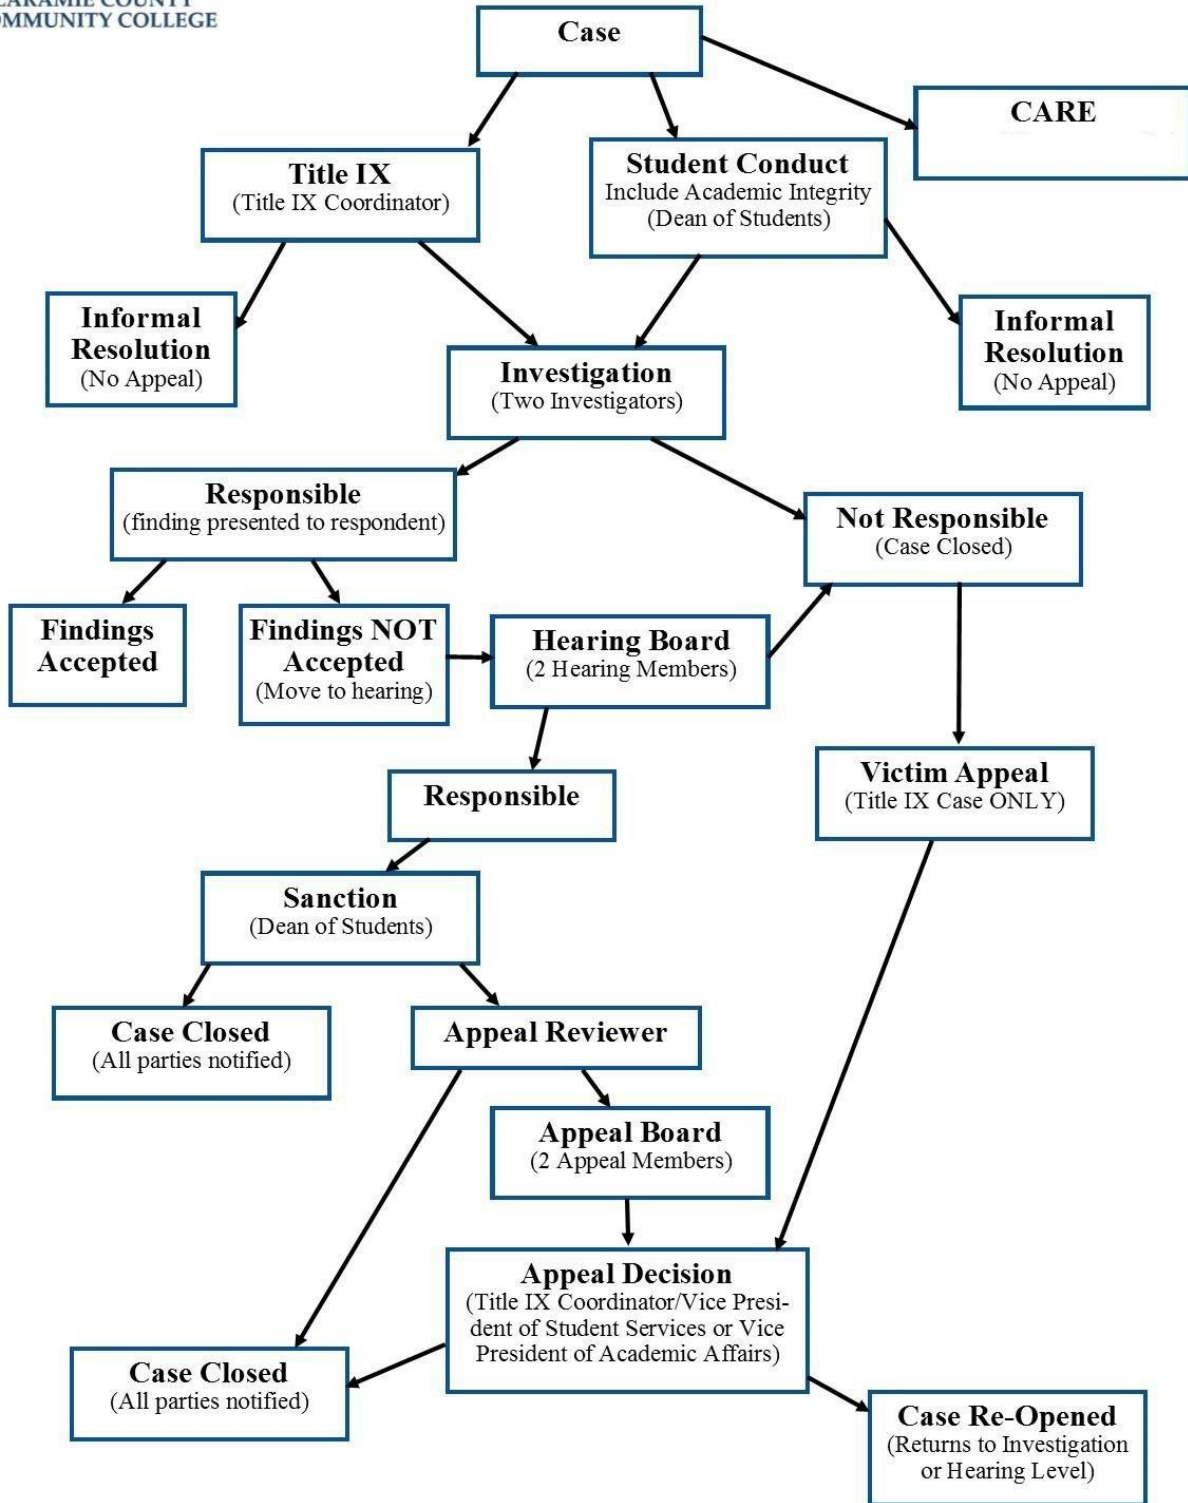 LARAMIE COUNTY
COMMUNITY COLLEGE
Case
CARE
Title IX
(Title IX Coordinator)
Student Conduct
Include Academic Integrity
(Dean of Students)
Informal
Resolution
(No Appeal)
Informal
Resolution
(No Appeal)
Investigation
(Two Investigators)
Responsible
(finding presented to respondent)
Not Responsible
(Case Closed)
Findings
Accepted
Findings NOT
Accepted
(Move to hearing)
Hearing Board
(2 Hearing Members)
Responsible
Victim Appeal
(Title IX Case ONLY)
Sanction
(Dean of Students)
Case Closed
(All parties notified)
Appeal Reviewer
Appeal Board
(2 Appeal Members)
Appeal Decision
(Title IX Coordinator/Vice Presi-
dent of Student Services or Vice
President of Academic Affairs)
Case Closed
(All parties notified)
Case Re-Opened
(Returns to Investigation
or Hearing Level)